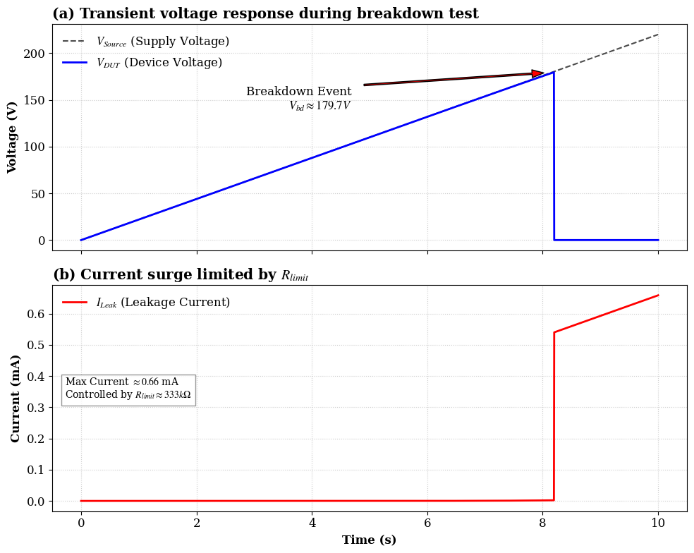 (a) Transient voltage response during breakdown test
Voltage (V)
200
150
100
50
0
V_Source (Supply Voltage)
V_DUT (Device Voltage)
Breakdown Event
V_bd ≈ 179.7V
(b) Current surge limited by R_limit
Current (mA)
0.6
0.5
0.4
0.3
0.2
0.1
0.0
I_Leak (Leakage Current)
Max Current ≈ 0.66 mA
Controlled by R_limit ≈ 333kΩ
0 2 4 6 8 10
Time (s)